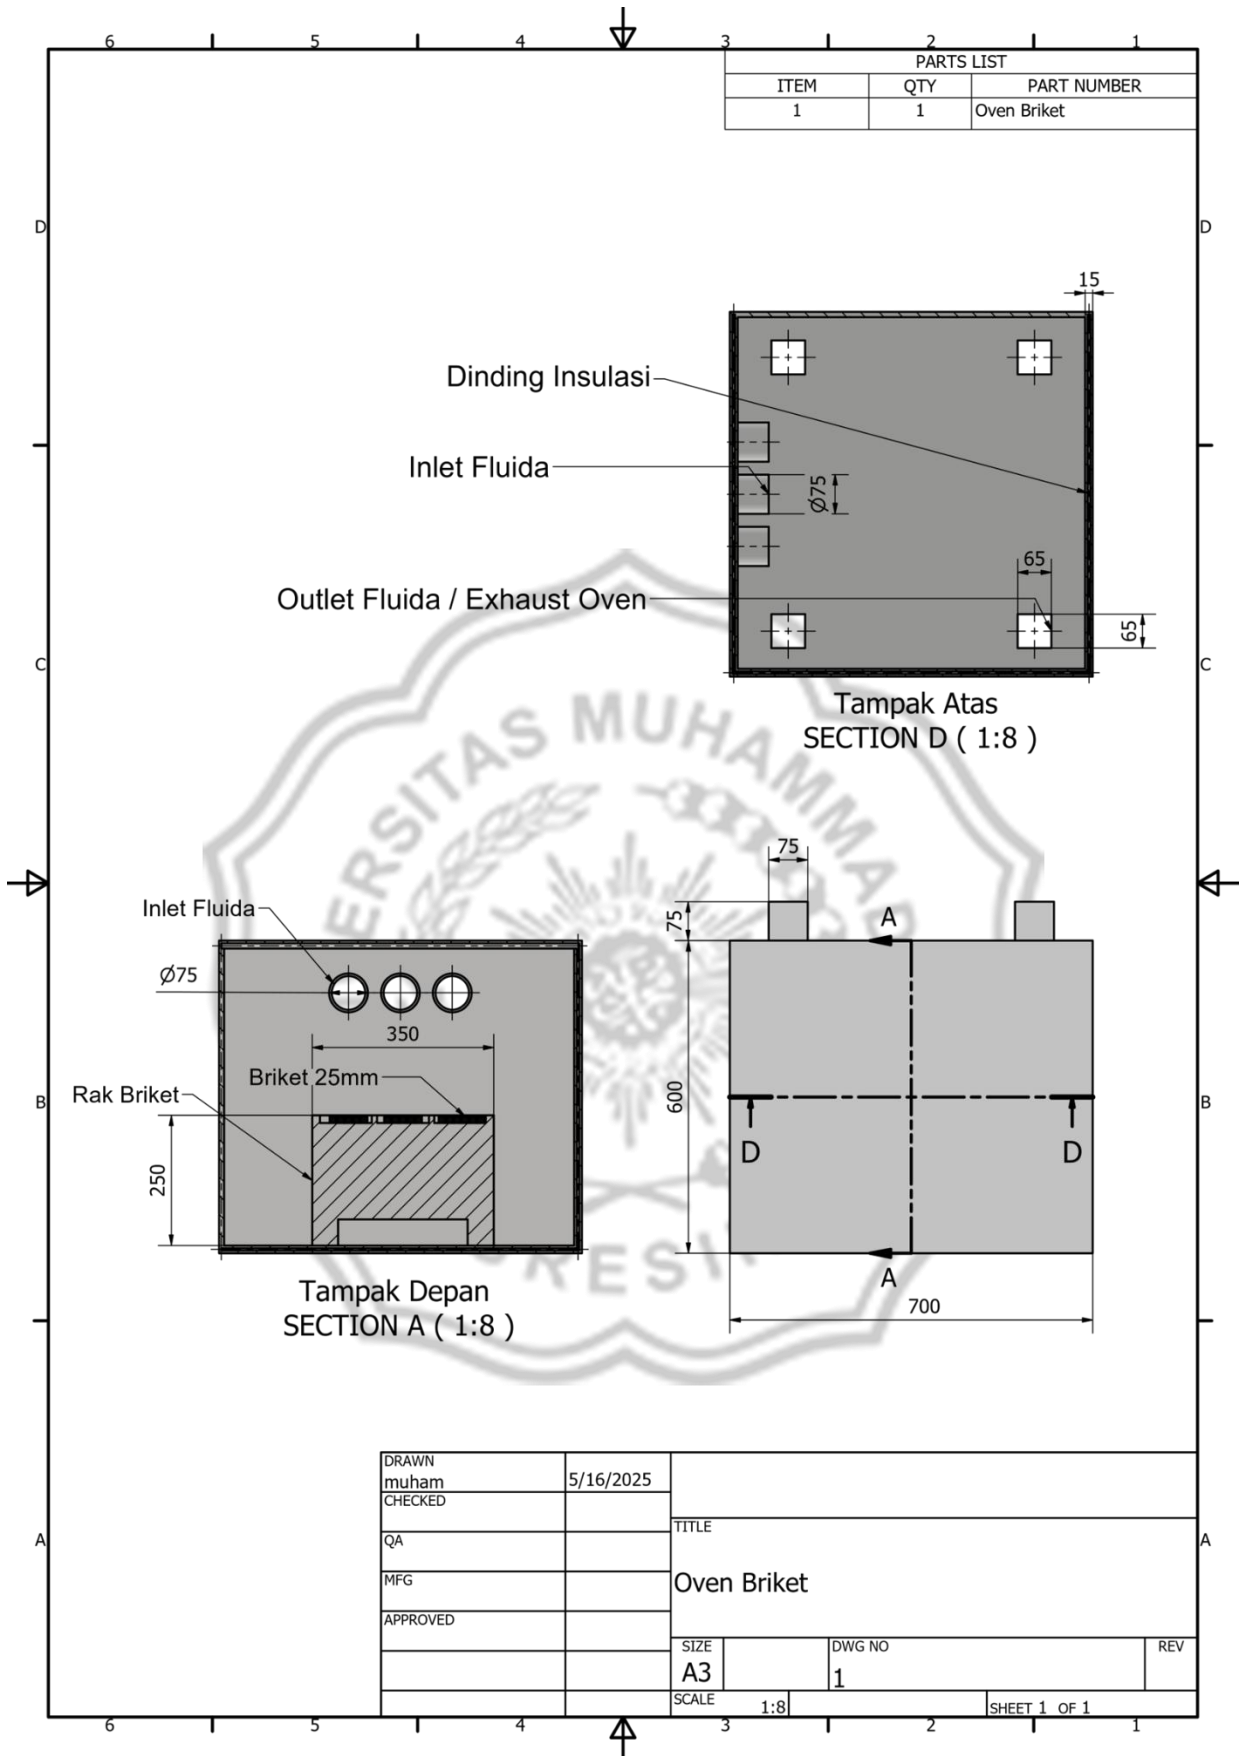 6 5 4 3 2 1
PARTS LIST
ITEM QTY PART NUMBER
1 1 Oven Briket
D D
15
Dinding Insulasi
Inlet Fluida
Ø75
65
Outlet Fluida / Exhaust Oven
65
C C
Tampak Atas
SECTION D ( 1:8 )
ERSITAS MUHAMMAD
75
Inlet Fluida
75
A
Ø75
350
Briket 25mm
Rak Briket
600
B B
D D
250
RESI
A
Tampak Depan
SECTION A ( 1:8 )
700
DRAWN
muham 5/16/2025
CHECKED
TITLE
QA
MFG
Oven Briket
APPROVED
SIZE DWG NO REV
A3 1
SCALE 1:8 SHEET 1 OF 1
A A
6 5 4 3 2 1